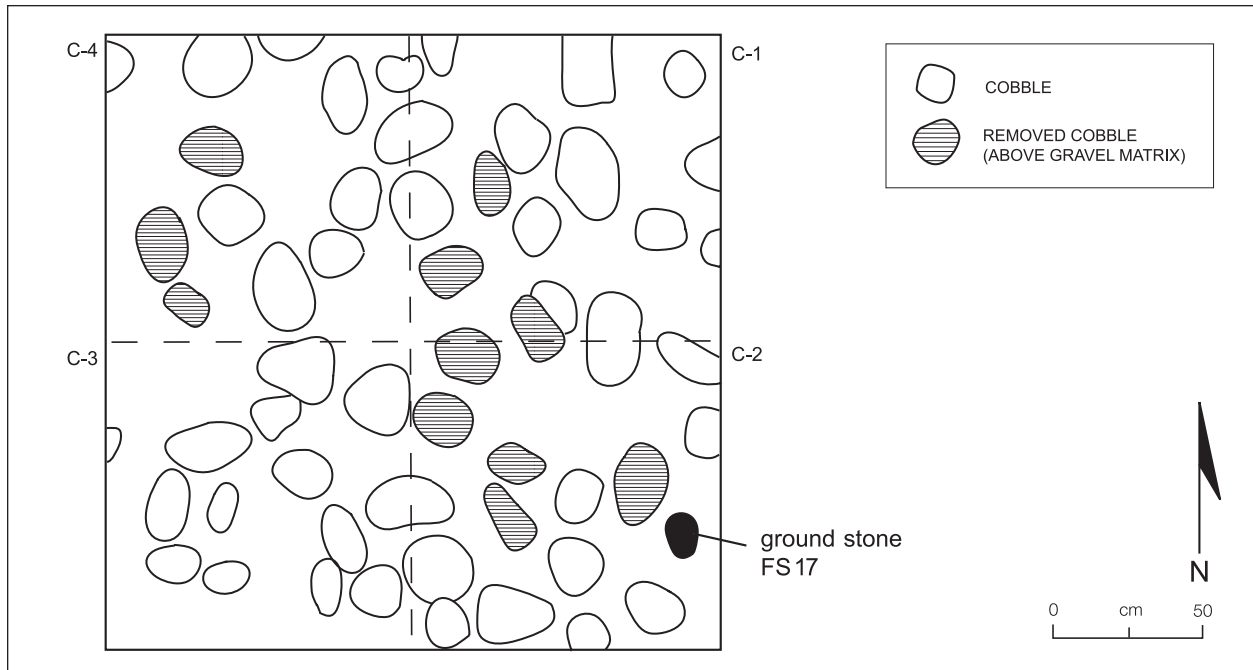 C-4
C-1
COBBLE
REMOVED COBBLE
(ABOVE GRAVEL MATRIX)
C-3
C-2
ground stone
FS 17
N
0 cm 50